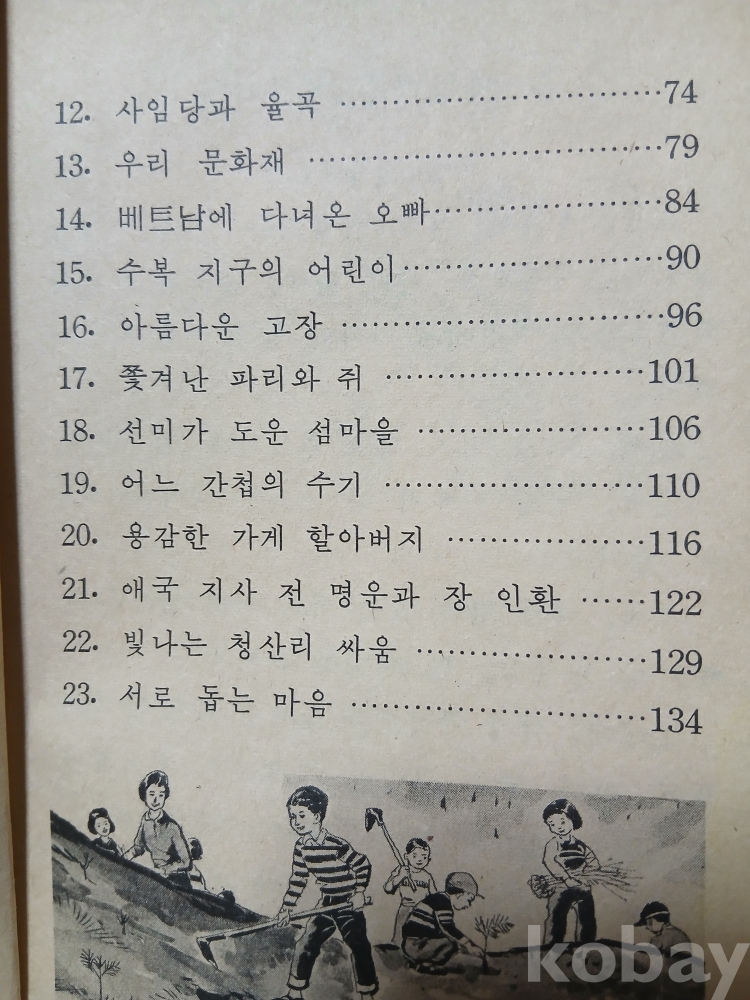 12. 사임당과 율곡 ································74
13. 우리 문화재 ···································79
14. 베트남에 다녀온 오빠······················84
15. 수복 지구의 어린이·························90
16. 아름다운 고장 ································96
17. 쫓겨난 파리와 쥐 ··························101
18. 선미가 도운 섬마을 ······················106
19. 어느 간첩의 수기 ··························110
20. 용감한 가게 할아버지 ···················116
21. 애국 지사 전 명운과 장 인환 ······122
22. 빛나는 청산리 싸움 ······················129
23. 서로 돕는 마음 ·····························134
kobay